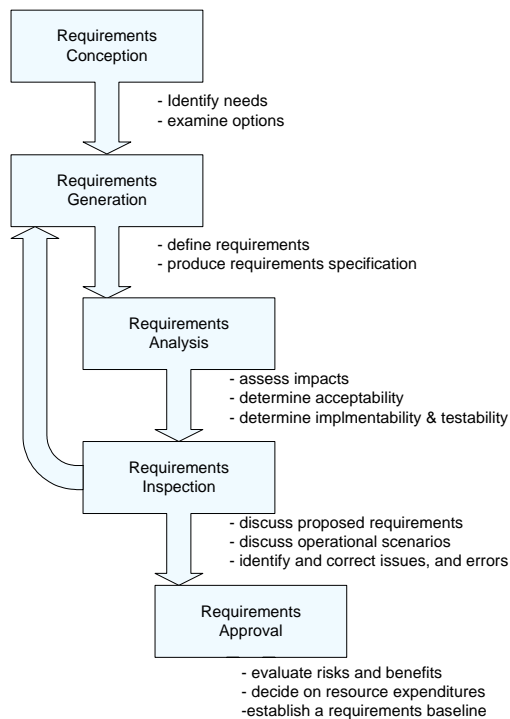 Requirements
Conception
- Identify needs
- examine options
Requirements
Generation
- define requirements
- produce requirements specification
Requirements
Analysis
- assess impacts
- determine acceptability
- determine implmentability & testability
Requirements
Inspection
- discuss proposed requirements
- discuss operational scenarios
- identify and correct issues, and errors
Requirements
Approval
- evaluate risks and benefits
- decide on resource expenditures
-establish a requirements baseline